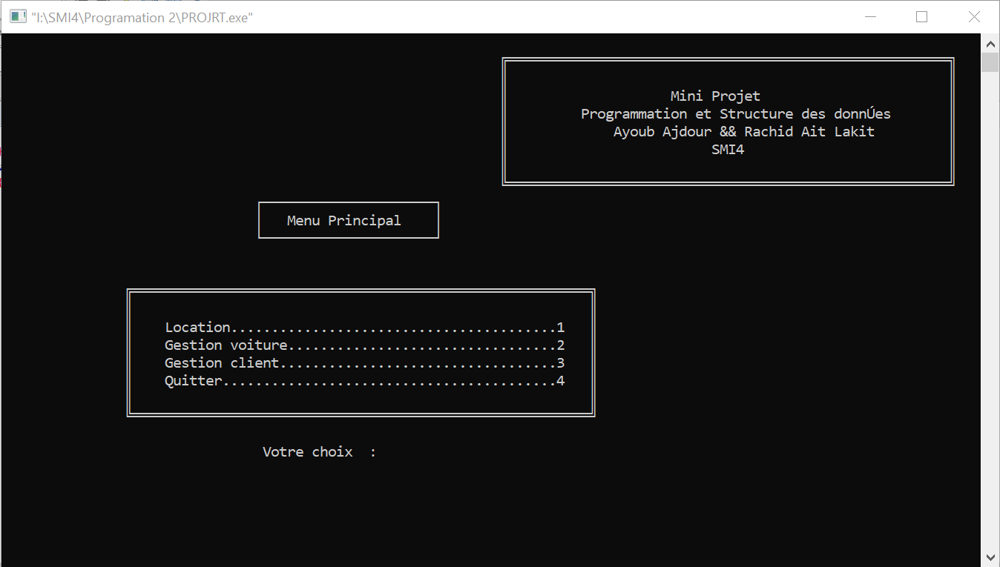 "I:\SMI4\Programation 2\PROJRT.exe"
Mini Projet
Programmation et Structure des donnÚes
Ayoub Ajdour && Rachid Ait Lakit
SMI4
Menu Principal
Location........................................1
Gestion voiture.................................2
Gestion client..................................3
Quitter.........................................4
Votre choix  :